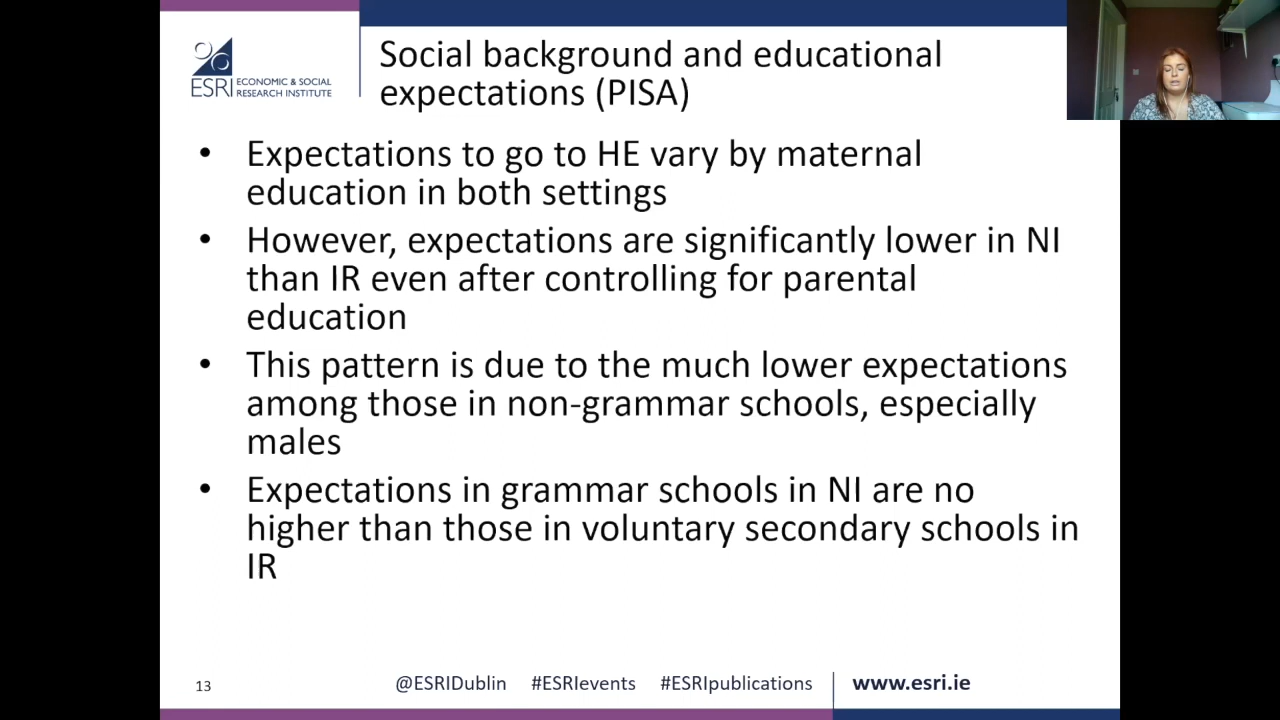 Social background and educational
expectations (PISA)
ESRI ECONOMIC & SOCIAL
RESEARCH INSTITUTE
• Expectations to go to HE vary by maternal
education in both settings
• However, expectations are significantly lower in NI
than IR even after controlling for parental
education
• This pattern is due to the much lower expectations
among those in non-grammar schools, especially
males
• Expectations in grammar schools in NI are no
higher than those in voluntary secondary schools in
IR
13 @ESRIDublin #ESRIevents #ESRIpublications www.esri.ie